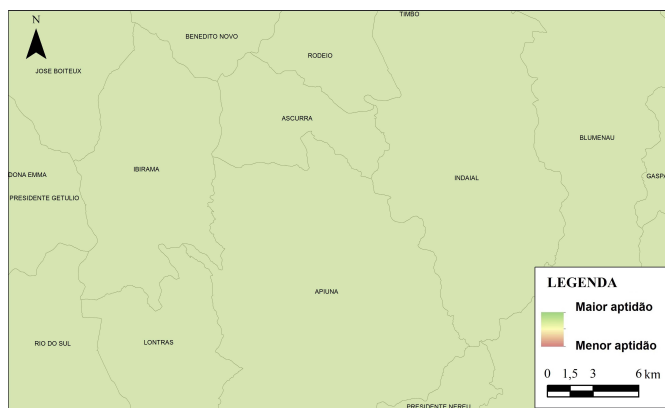 TIMBO
N
BENEDITO NOVO
RODEIO
JOSE BOITEUX
ASCURRA
BLUMENAU
IBIRAMA
DONA EMMA
INDAIAL
GASPA
PRESIDENTE GETULIO
APIUNA
RIO DO SUL
LONTRAS
PRESIDENTE NEREU
LEGENDA
Maior aptidão
Menor aptidão
0 1,5 3 6 km